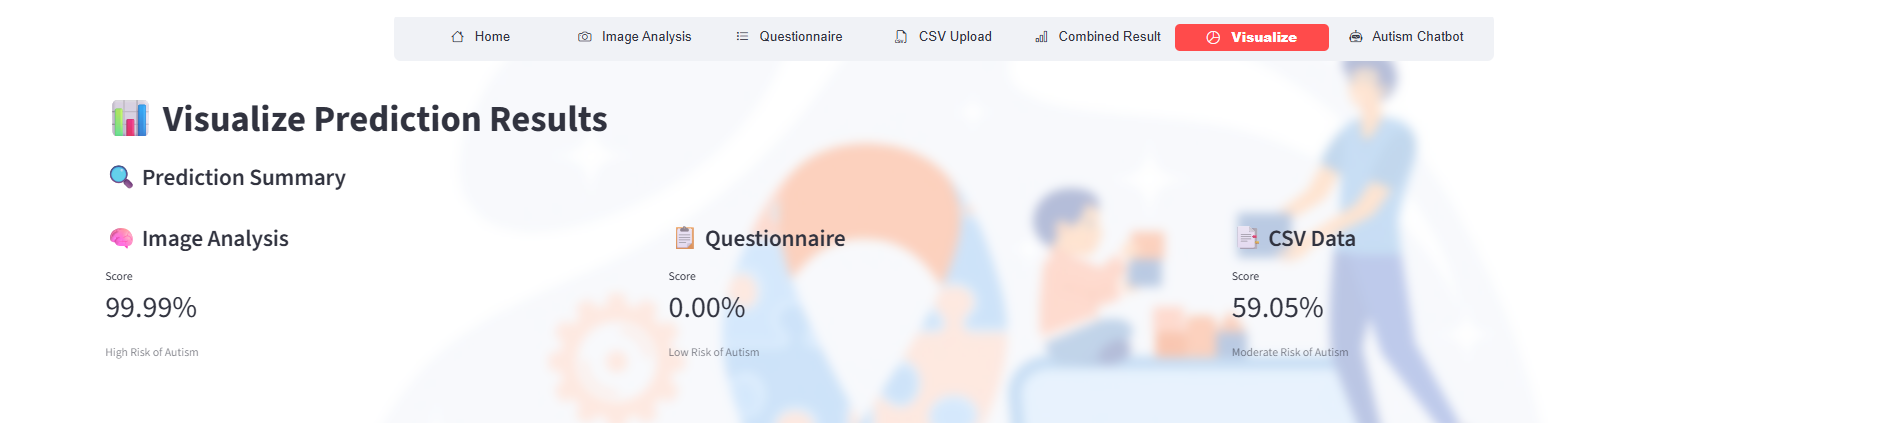 Home Image Analysis Questionnaire CSV Upload Combined Result Visualize Autism Chatbot
Visualize Prediction Results
Prediction Summary
Image Analysis
Score
99.99%
High Risk of Autism
Questionnaire
Score
0.00%
Low Risk of Autism
CSV Data
Score
59.05%
Moderate Risk of Autism